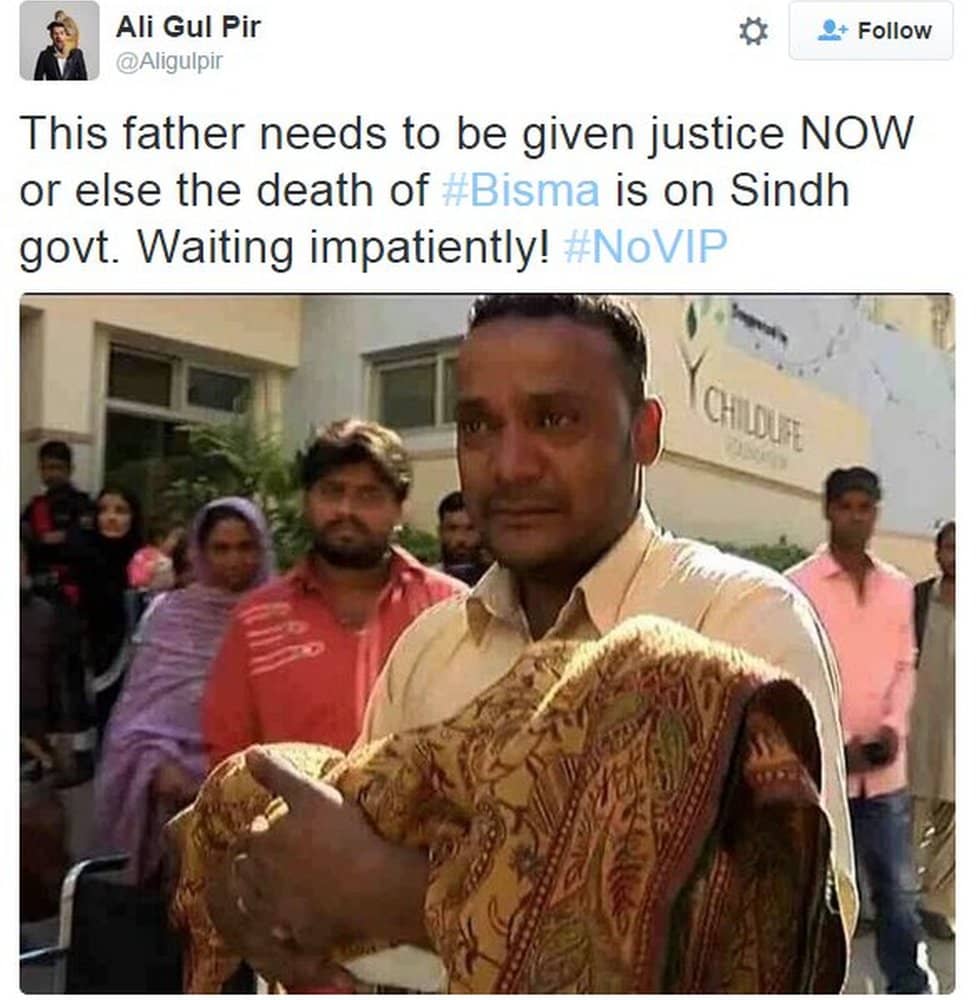 Ali Gul Pir
@Aligulpir
Follow
This father needs to be given justice NOW
or else the death of #Bisma is on Sindh
govt. Waiting impatiently! #NoVIP
CHILDLIFE
FOUNDATION